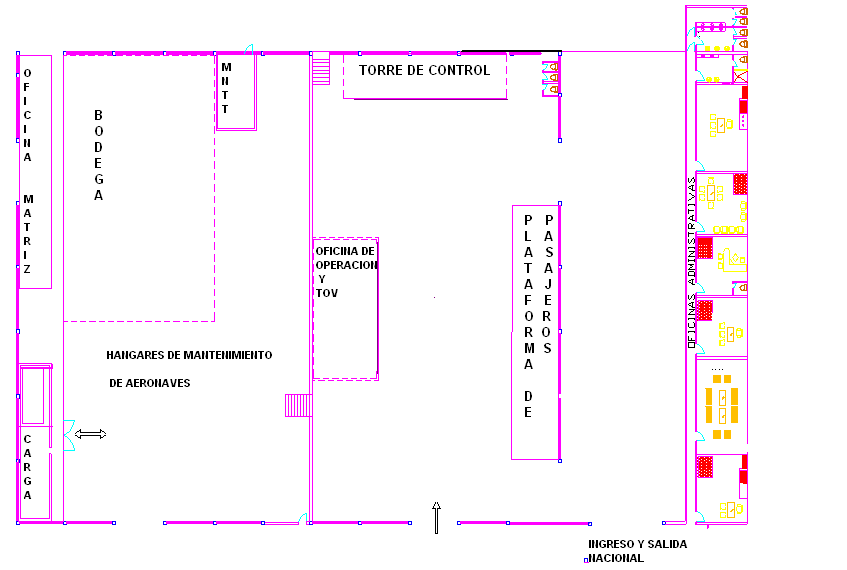 OFICINA MATRIZ
BODEGA
MNTT
TORRE DE CONTROL
OFICINA DE
OPERACION
Y
TOV
PLATAFORMA DE
PASAJEROS
OFICINAS ADMINISTRATIVAS
HANGARES DE MANTENIMIENTO
DE AERONAVES
CARGA
INGRESO Y SALIDA
NACIONAL